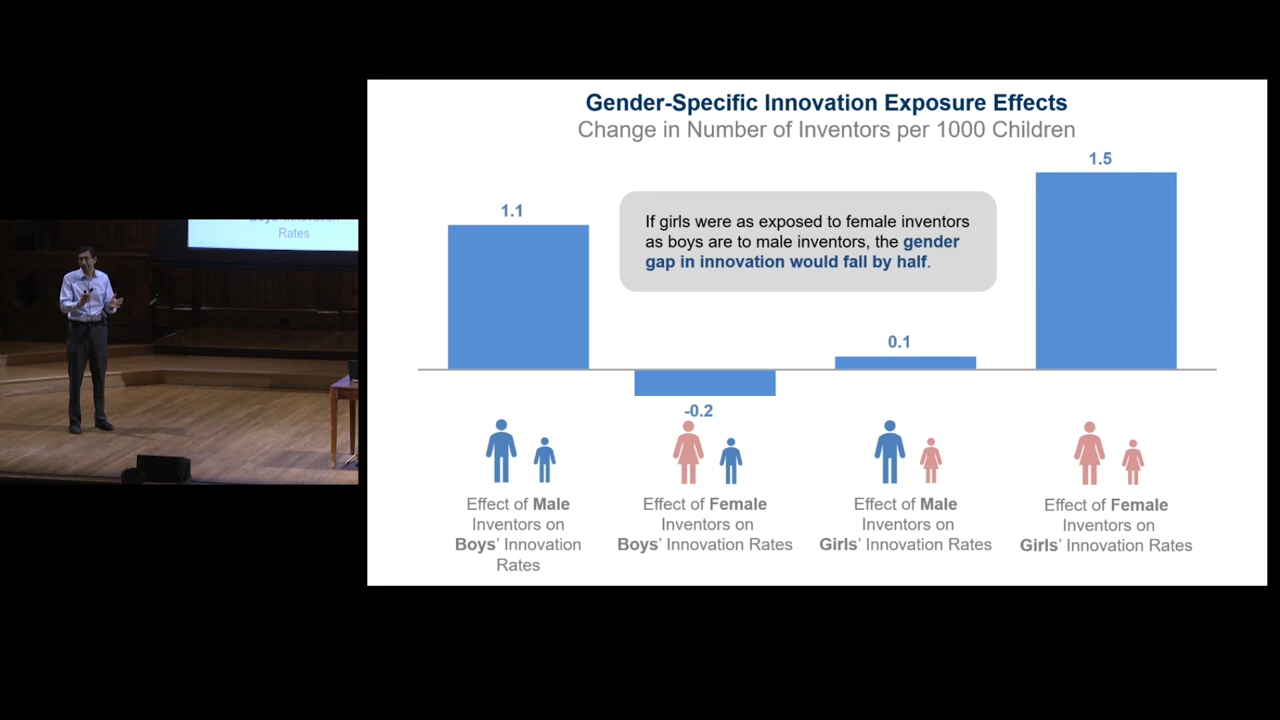 Gender-Specific Innovation Exposure Effects
Change in Number of Inventors per 1000 Children
1.1
-0.2
0.1
1.5
If girls were as exposed to female inventors
as boys are to male inventors, the gender
gap in innovation would fall by half.
Effect of Male
Inventors on
Boys’ Innovation
Rates
Effect of Female
Inventors on
Boys’ Innovation Rates
Effect of Male
Inventors on
Girls’ Innovation Rates
Effect of Female
Inventors on
Girls’ Innovation Rates
Rates